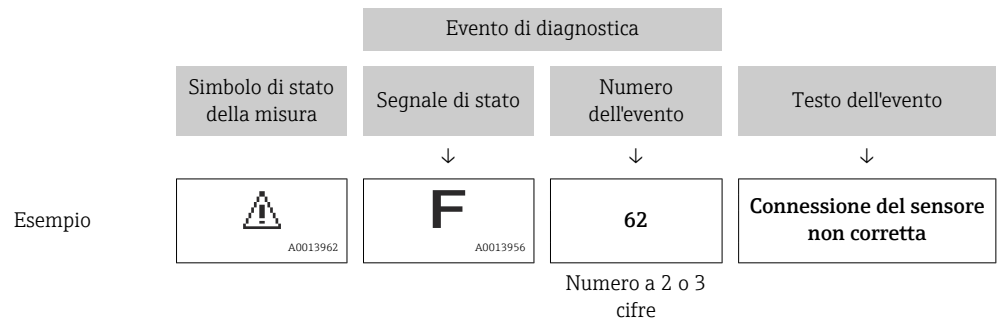 Evento di diagnostica
Simbolo di stato
della misura
Segnale di stato
Numero
dell'evento
Testo dell'evento
↓
↓
↓
Esempio
A0013962
F
A0013956
62
Connessione del sensore
non corretta
Numero a 2 o 3
cifre